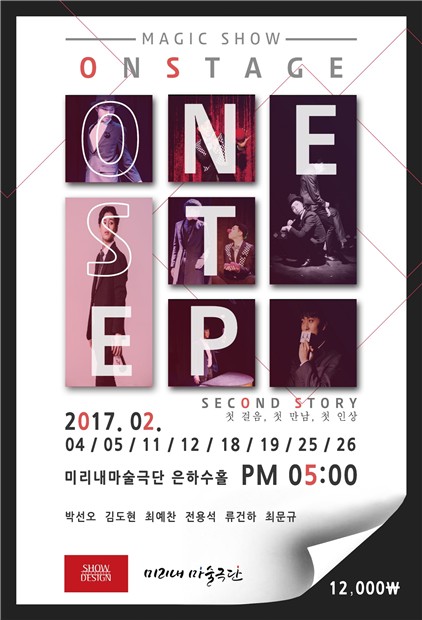 MAGIC SHOW
ONSTAGE
ONE
STEP
SECOND STORY
첫 걸음, 첫 만남, 첫 인상
2017. 02.
04 / 05 / 11 / 12 / 18 / 19 / 25 / 26
미리내마술극단 은하수홀 PM 05:00
박선오 김도현 최예찬 전용석 류건하 최문규
SHOW
DESIGN
미리내 마술극단
12,000₩